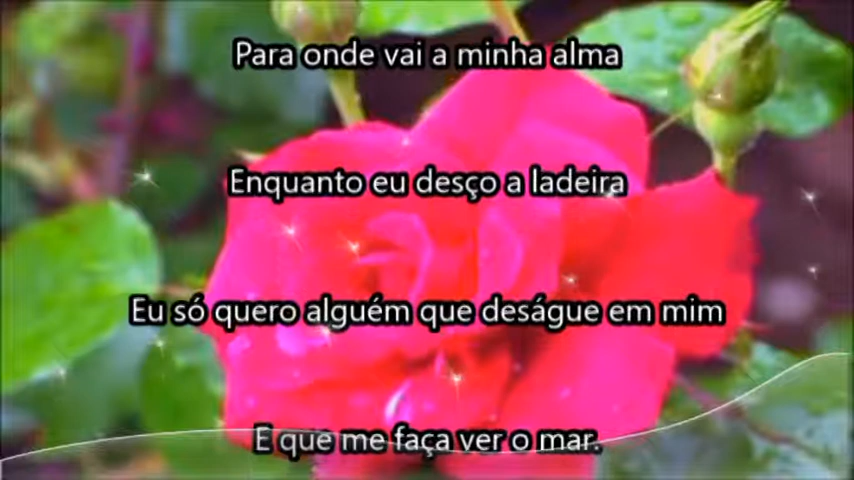 Para onde vai a minha alma
Enquanto eu desço a ladeira
Eu só quero alguém que deságue em mim
E que me faça ver o mar.